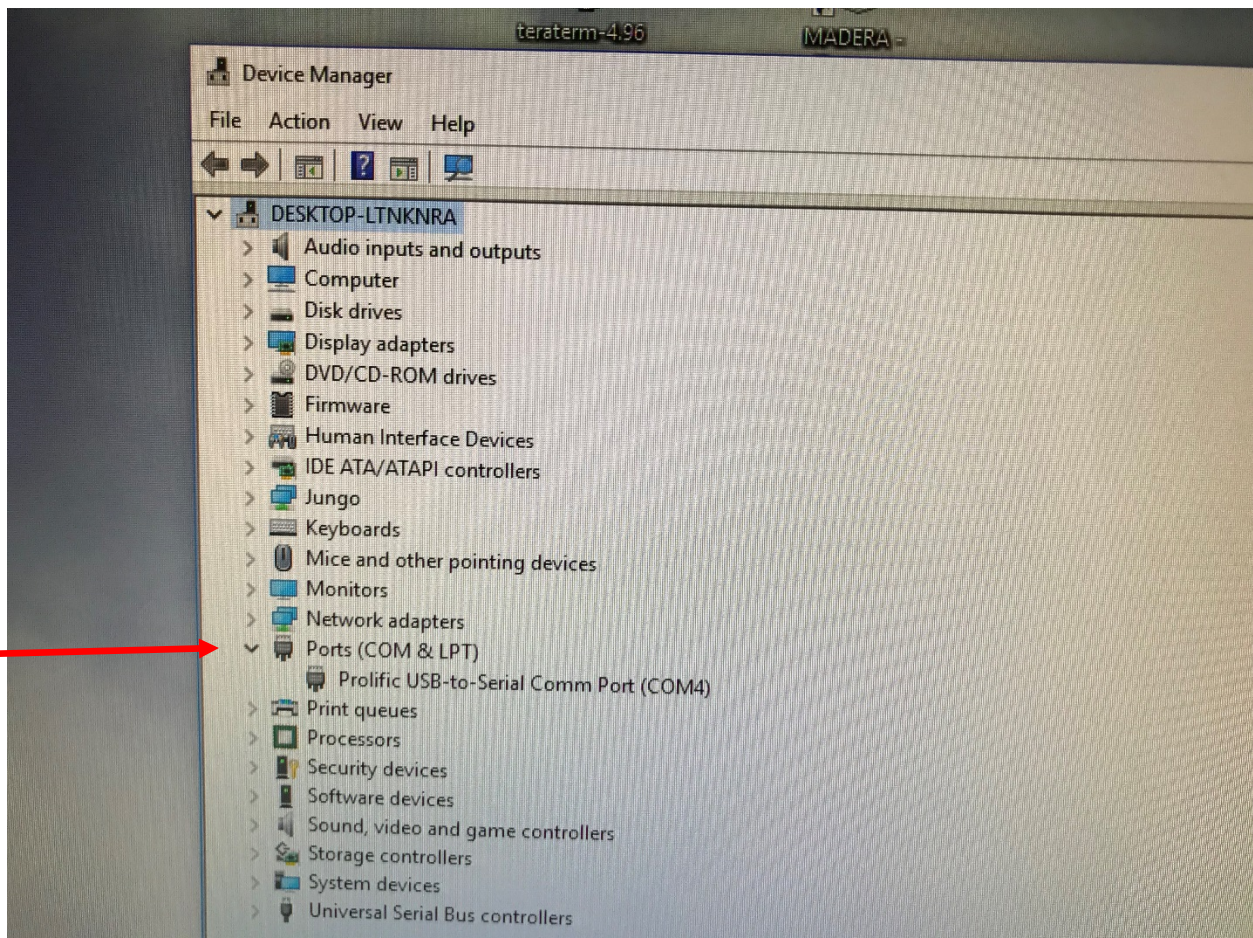 teraterm-4.96
MADERA -
Device Manager
File Action View Help
DESKTOP-LTNKNRA
Audio inputs and outputs
Computer
Disk drives
Display adapters
DVD/CD-ROM drives
Firmware
Human Interface Devices
IDE ATA/ATAPI controllers
Jungo
Keyboards
Mice and other pointing devices
Monitors
Network adapters
Ports (COM & LPT)
Prolific USB-to-Serial Comm Port (COM4)
Print queues
Processors
Security devices
Software devices
Sound, video and game controllers
Storage controllers
System devices
Universal Serial Bus controllers